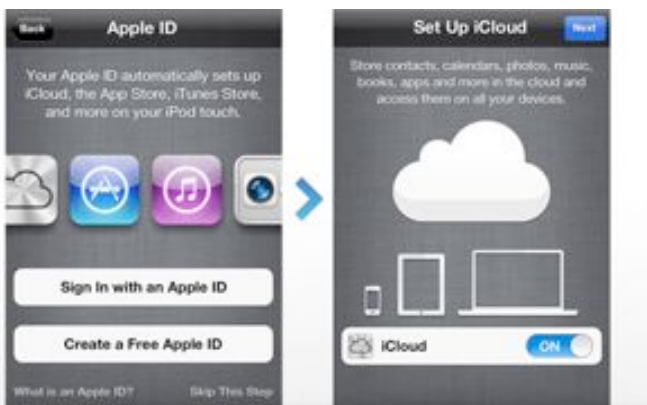 Back
Apple ID
Your Apple ID automatically sets up
iCloud, the App Store, iTunes Store,
and more on your iPod touch.
Sign In with an Apple ID
Create a Free Apple ID
What is an Apple ID?
Skip This Step
Set Up iCloud
Next
Store contacts, calendars, photos, music,
books, apps and more in the cloud and
access them on all your devices.
iCloud
ON